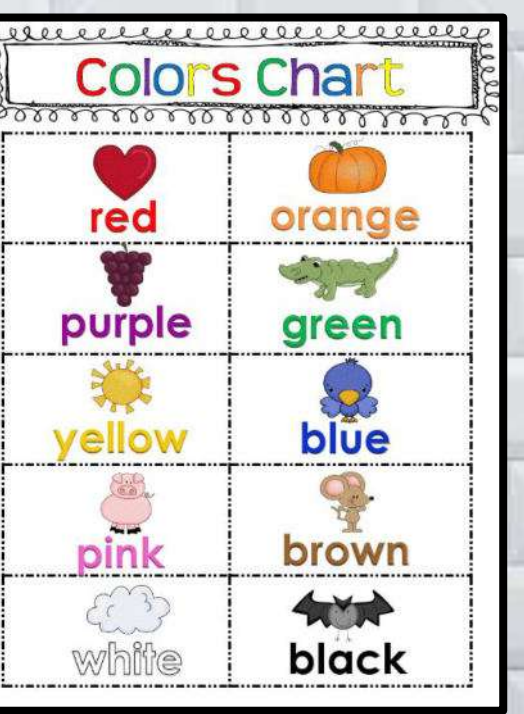 Colors Chart
red orange
purple green
yellow blue
pink brown
white black